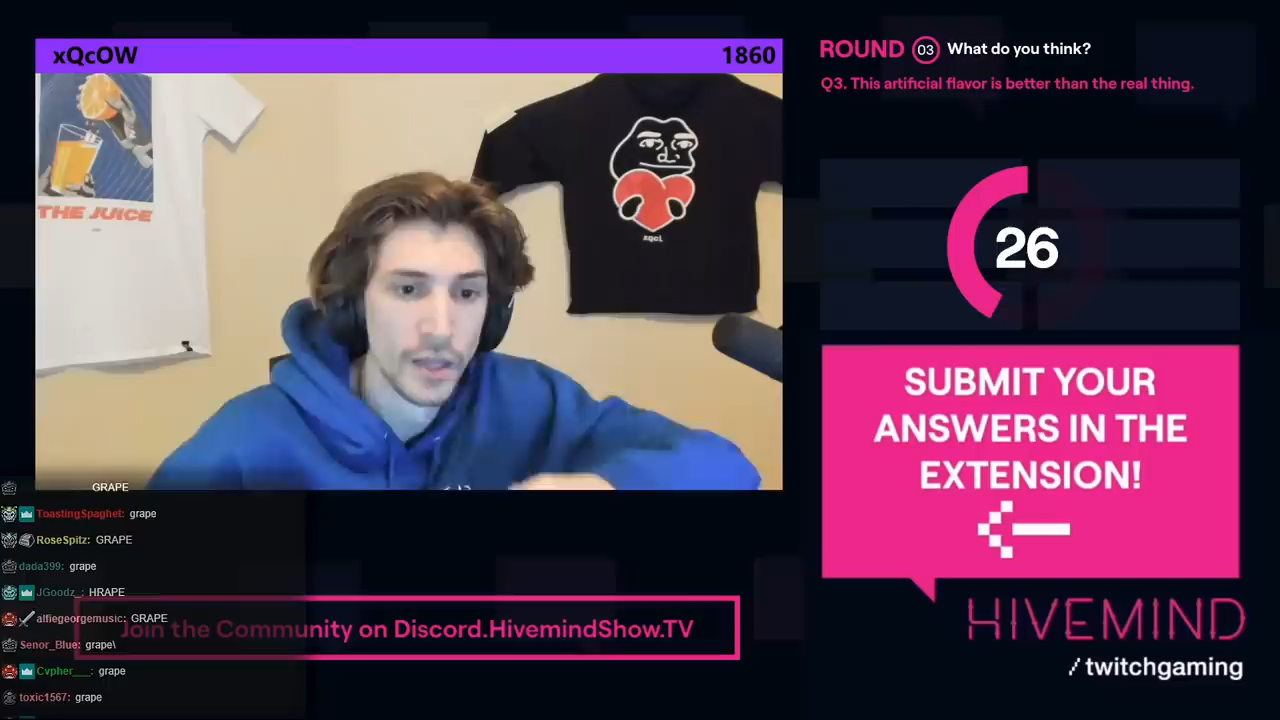 xQcOW
1860
THE JUICE
xqcL
GRAPE
ToastingSpaghet: grape
RoseSpitz: GRAPE
dada399: grape
JGoodz_: HRAPE
alfiegeorgemusic: GRAPE
Senor_Blue: grape\
Cvpher___: grape
toxic1567: grape
Join the Community on Discord.HivemindShow.TV
ROUND 03 What do you think?
Q3. This artificial flavor is better than the real thing.
26
SUBMIT YOUR
ANSWERS IN THE
EXTENSION!
HIVEMIND
/twitchgaming